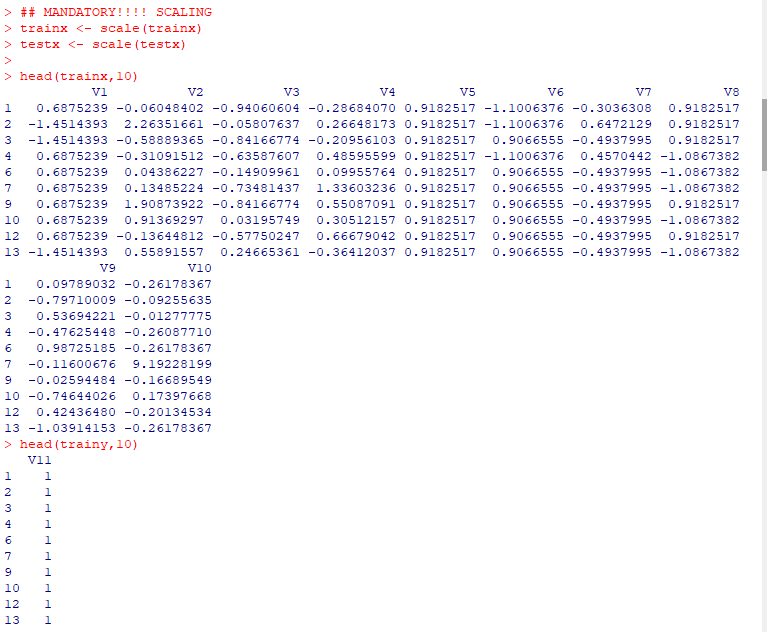 > ## MANDATORY!!!! SCALING
> trainx <- scale(trainx)
> testx <- scale(testx)
>
> head(trainx,10)
           V1          V2          V3          V4        V5         V6         V7         V8
1   0.6875239 -0.06048402 -0.94060604 -0.28684070 0.9182517 -1.1006376 -0.3036308  0.9182517
2  -1.4514393  2.26351661 -0.05807637  0.26648173 0.9182517 -1.1006376  0.6472129  0.9182517
3  -1.4514393 -0.58889365 -0.84166774 -0.20956103 0.9182517  0.9066555 -0.4937995  0.9182517
4   0.6875239 -0.31091512 -0.63587607  0.48595599 0.9182517 -1.1006376  0.4570442 -1.0867382
6   0.6875239  0.04386227 -0.14909961  0.09955764 0.9182517  0.9066555 -0.4937995 -1.0867382
7   0.6875239  0.13485224 -0.73481437  1.33603236 0.9182517  0.9066555 -0.4937995 -1.0867382
9   0.6875239  1.90873922 -0.84166774  0.55087091 0.9182517  0.9066555 -0.4937995  0.9182517
10  0.6875239  0.91369297  0.03195749  0.30512157 0.9182517  0.9066555 -0.4937995 -1.0867382
12  0.6875239 -0.13644812 -0.57750247  0.66679042 0.9182517  0.9066555 -0.4937995  0.9182517
13 -1.4514393  0.55891557  0.24665361 -0.36412037 0.9182517  0.9066555 -0.4937995 -1.0867382
            V9         V10
1   0.09789032 -0.26178367
2  -0.79710009 -0.09255635
3   0.53694221 -0.01277775
4  -0.47625448 -0.26087710
6   0.98725185 -0.26178367
7  -0.11600676  9.19228199
9  -0.02594484 -0.16689549
10 -0.74644026  0.17397668
12  0.42436480 -0.20134534
13 -1.03914153 -0.26178367
> head(trainy,10)
   V11
1    1
2    1
3    1
4    1
6    1
7    1
9    1
10   1
12   1
13   1